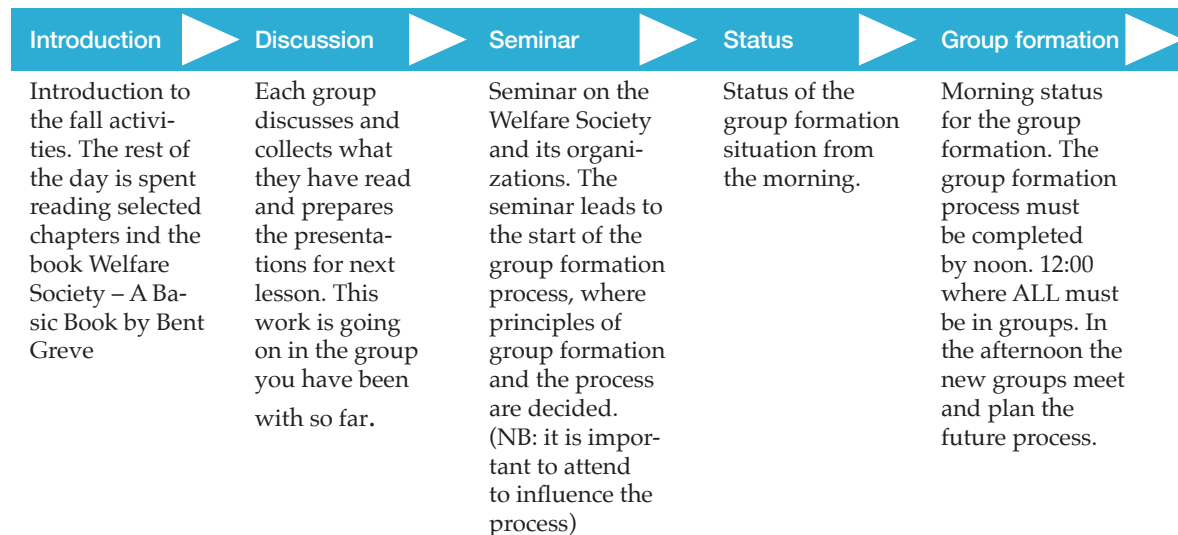 Introduction
Discussion
Seminar
Status
Group formation
Introduction to
the fall activi-
ties. The rest of
the day is spent
reading selected
chapters ind the
book Welfare
Society – A Ba-
sic Book by Bent
Greve
Each group
discusses and
collects what
they have read
and prepares
the presenta-
tions for next
lesson. This
work is going
on in the group
you have been
with so far.
Seminar on the
Welfare Society
and its organi-
zations. The
seminar leads to
the start of the
group formation
process, where
principles of
group formation
and the process
are decided.
(NB: it is impor-
tant to attend
to influence the
process)
Status of the
group formation
situation from
the morning.
Morning status
for the group
formation. The
group formation
process must
be completed
by noon. 12:00
where ALL must
be in groups. In
the afternoon the
new groups meet
and plan the
future process.